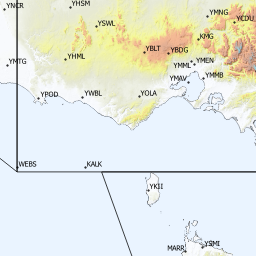 YNCR
YHSM
YMNG
YCDU
YSWL
KMG
YBLT
YBDG
YHML
YMTG
YMML
YMEN
YMAV
YMMB
YPOD
YWBL
YOLA
WEBS
KALK
YKII
MARR
YSMI